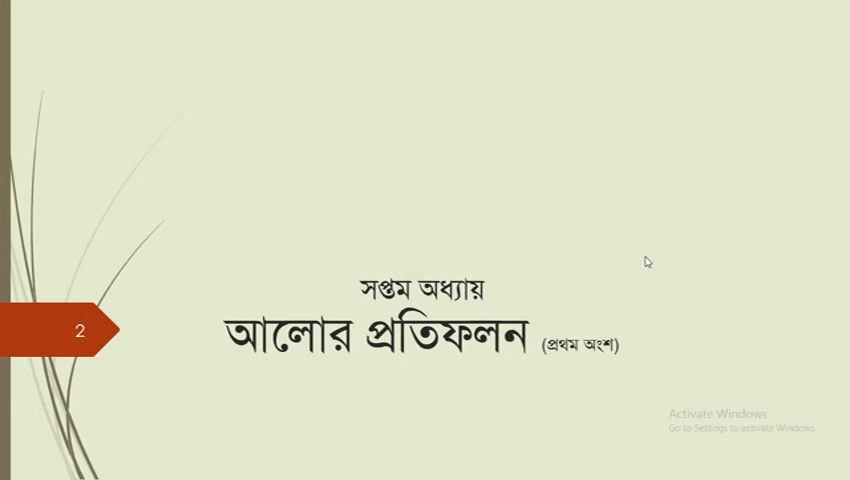 সপ্তম অধ্যায়
আলোর প্রতিফলন (প্রথম অংশ)
2
Activate Windows
Go to Settings to activate Windows.